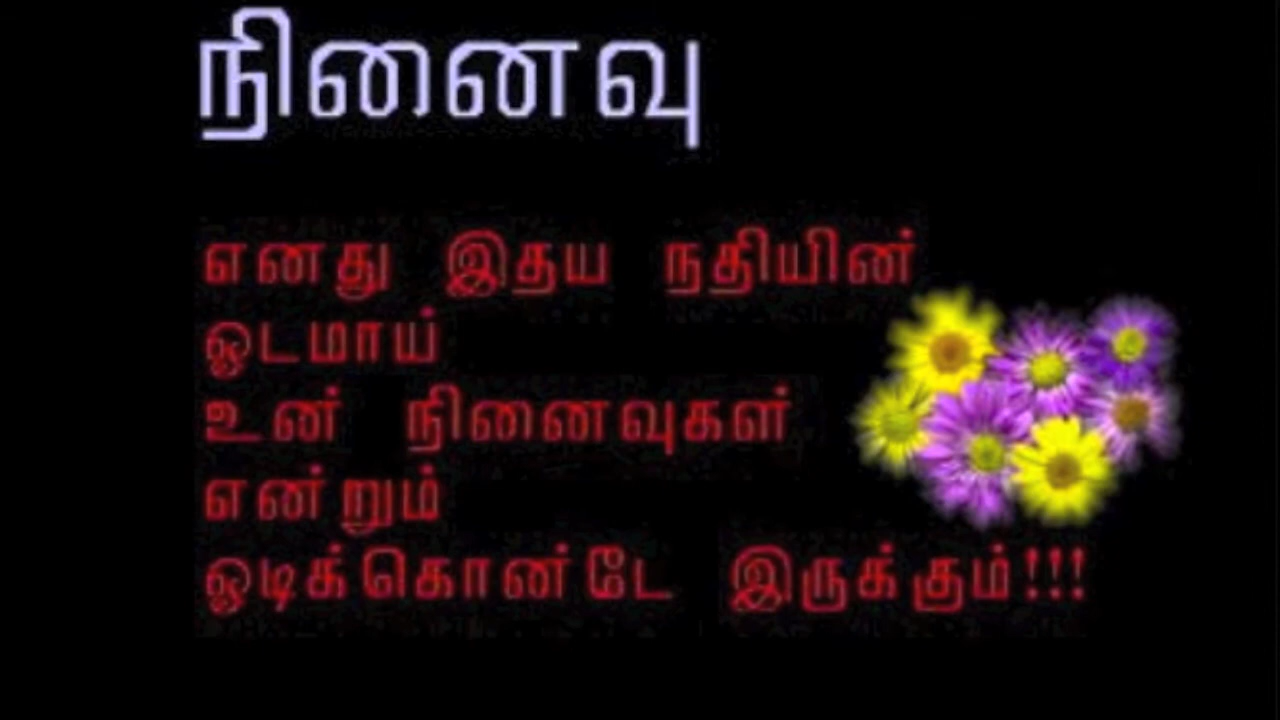 நினைவு
எனது இதய நதியின்
ஓடமாய்
உன் நினைவுகள்
என்றும்
ஓடிக்கொன்டே இருக்கும்!!!